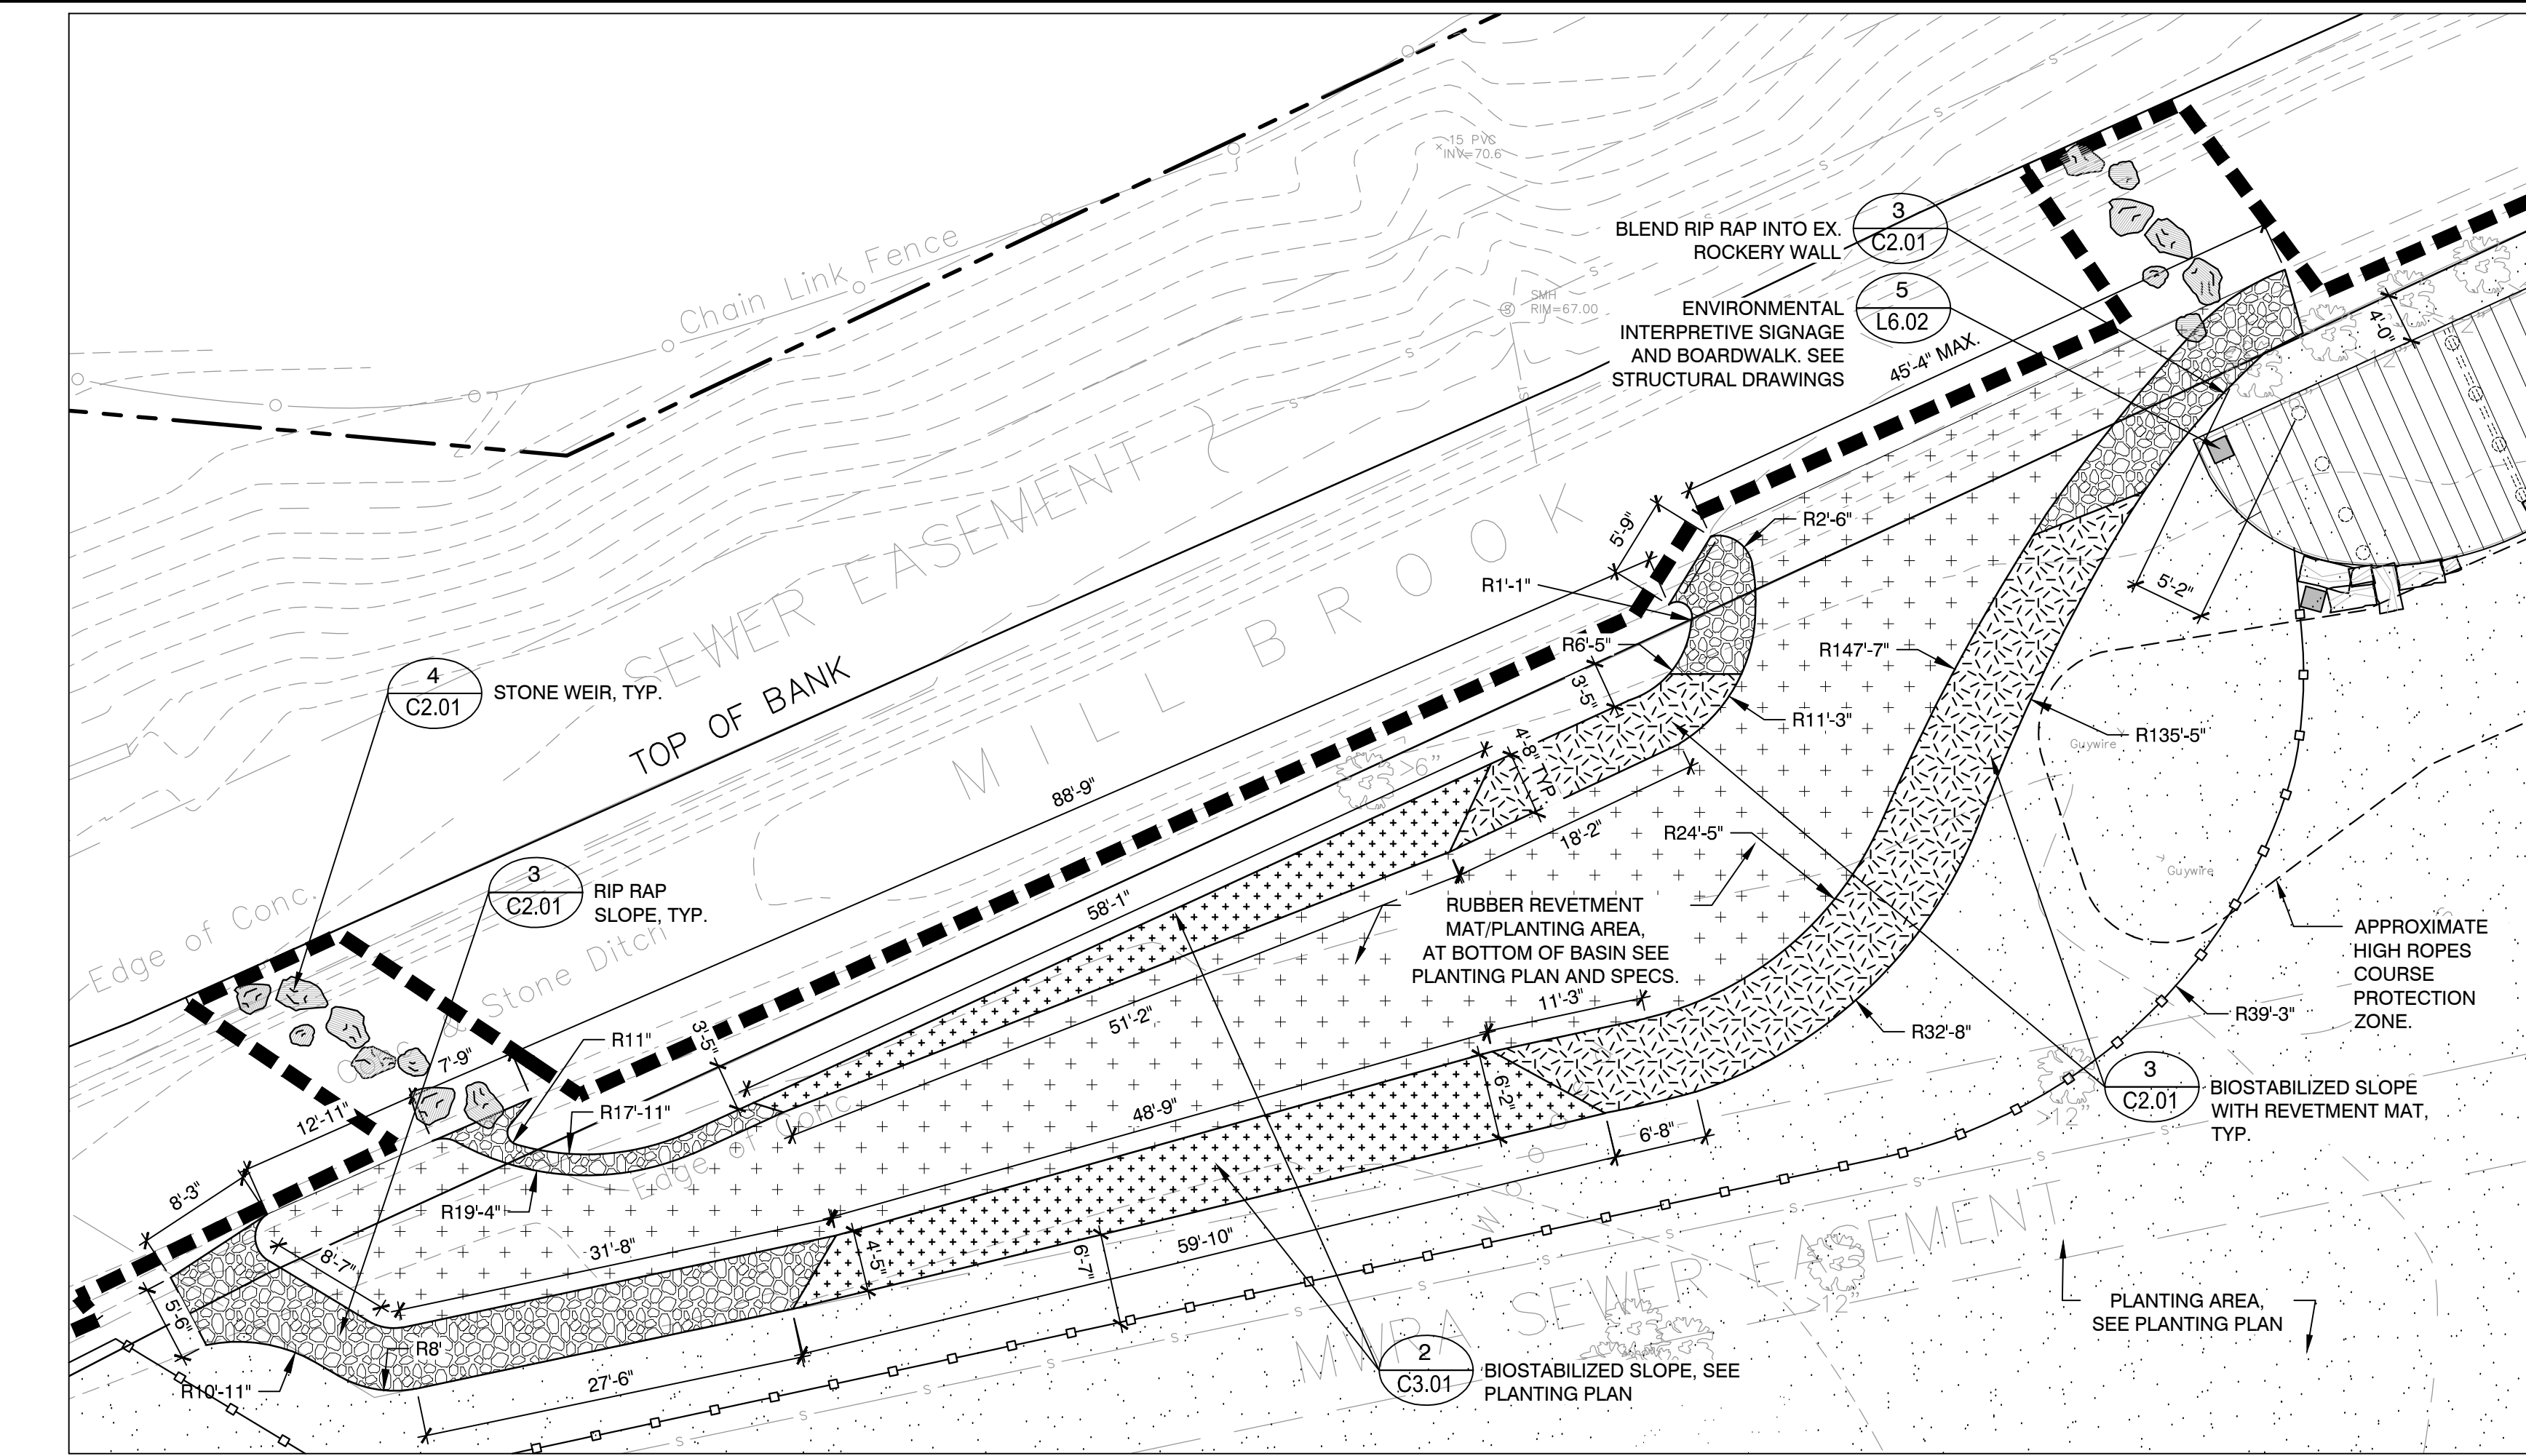 15 PVC
INV=70.6
Chain Link Fence
3
C2.01
BLEND RIP RAP INTO EX.
ROCKERY WALL
5
L6.02
ENVIRONMENTAL
INTERPRETIVE SIGNAGE
AND BOARDWALK. SEE
STRUCTURAL DRAWINGS
SMH
RIM=67.00
45'-4" MAX.
4'-0"
12"
12"
SEWER EASEMENT
MILL BROOK
TOP OF BANK
5'-9"
R2'-6"
R1'-1"
R6'-5"
3'-5"
R147'-7"
R11'-3"
5'-2"
R135'-5"
Guywire
4
C2.01
STONE WEIR, TYP.
>6"
4'-8" TYP.
88'-9"
18'-2"
R24'-5"
58'-1"
Guywire
3
C2.01
RIP RAP
SLOPE, TYP.
RUBBER REVETMENT
MAT/PLANTING AREA,
AT BOTTOM OF BASIN SEE
PLANTING PLAN AND SPECS.
APPROXIMATE
HIGH ROPES
COURSE
PROTECTION
ZONE.
Edge of Conc.
Stone Ditch
51'-2"
11'-3"
R32'-8"
R39'-3"
R11"
3'-5"
7'-9"
12'-11"
R17'-11"
Edge of Conc.
48'-9"
6'-2"
6'-8"
>12"
3
C2.01
BIOSTABILIZED SLOPE
WITH REVETMENT MAT,
TYP.
8'-3"
R19'-4"
8'-7"
31'-8"
4'-5"
6'-7"
59'-10"
5'-6"
R8'
R10'-11"
27'-6"
MWRA SEWER EASEMENT
>12"
PLANTING AREA,
SEE PLANTING PLAN
2
C3.01
BIOSTABILIZED SLOPE, SEE
PLANTING PLAN